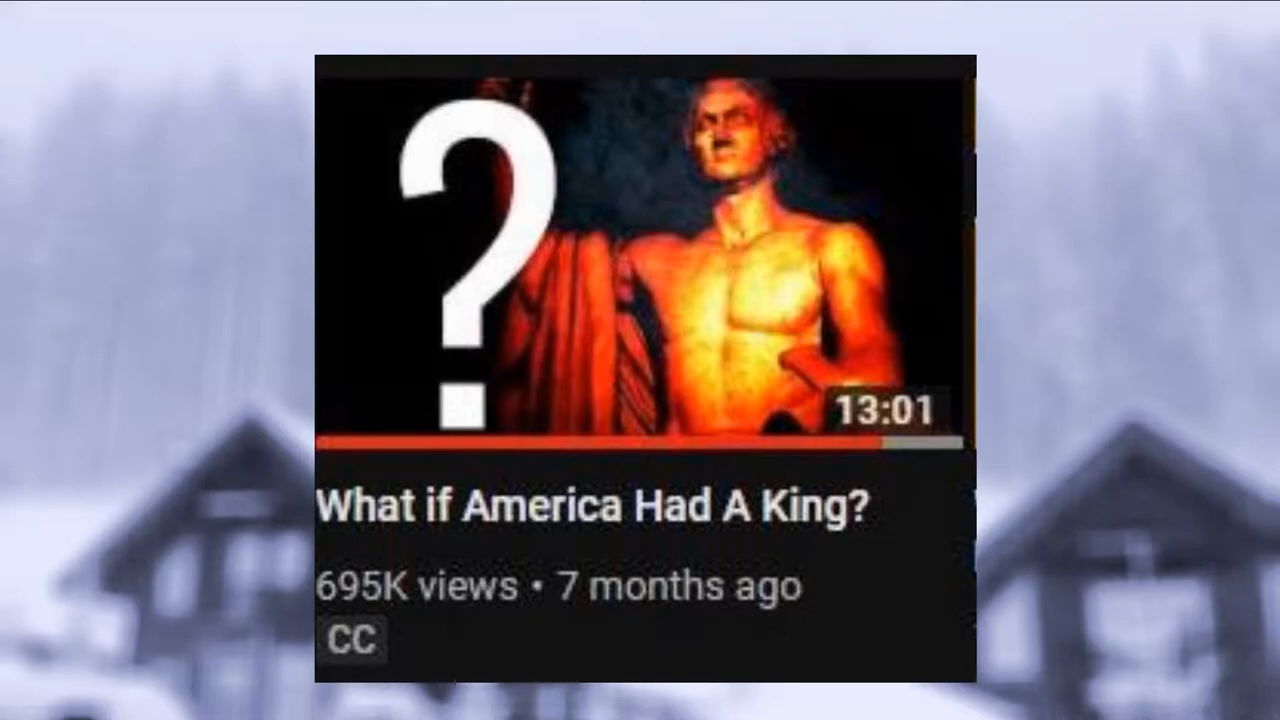 ?
13:01
What if America Had A King?
695K views • 7 months ago
CC